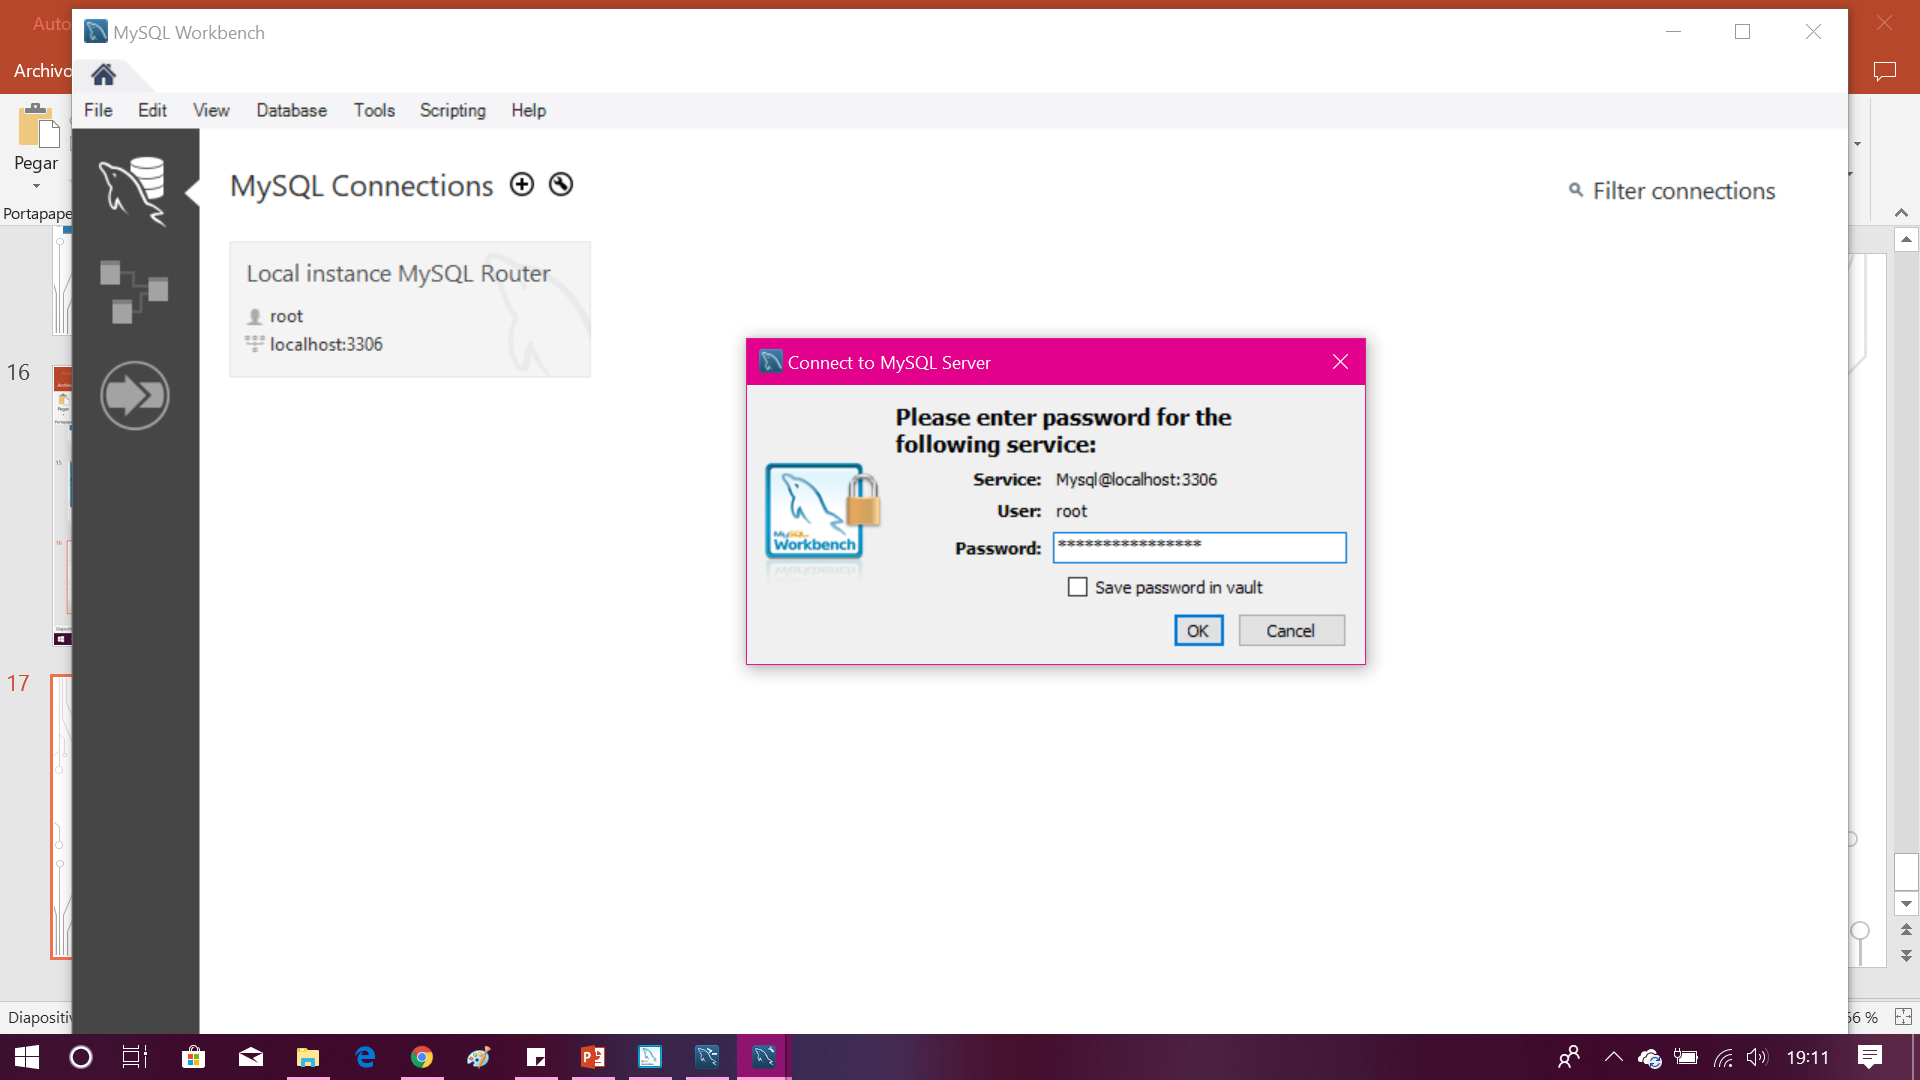 Auto
MySQL Workbench
Archivo
File Edit View Database Tools Scripting Help
Pegar
Portapape
MySQL Connections
Filter connections
Local instance MySQL Router
root
localhost:3306
16
17
Connect to MySQL Server
Please enter password for the
following service:
Service: Mysql@localhost:3306
User: root
Password: ****************
Save password in vault
OK Cancel
MySQL
Workbench
Diapositiv
56 %
19:11